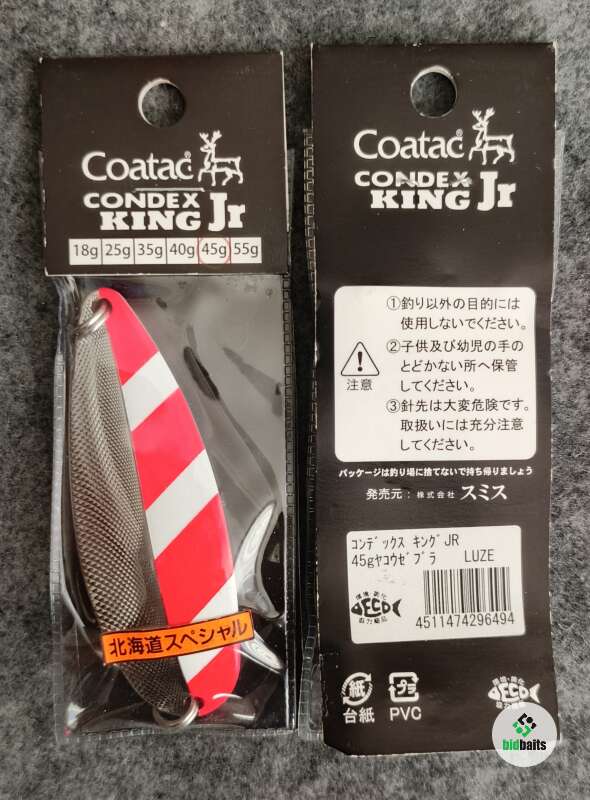 Coatac
CONDEX
KING Jr
18g 25g 35g 40g 45g 55g
北海道スペシャル
Coatac
CONDEX
KING Jr
①釣り以外の目的には
使用しないでください。
②子供及び幼児の手の
とどかない所へ保管
してください。
③針先は大変危険です。
取扱いには充分注意
してください。
注意
パッケージは釣り場に捨てないで持ち帰りましょう
発売元：株式会社 スミス
ｺﾝﾃﾞｯｸｽ ｷﾝｸﾞJR
45gﾔｺｳｾﾞﾌﾞﾗ LUZE
ECO
4511474296494
紙
台紙
プラ
PVC
ECO
bidbaits